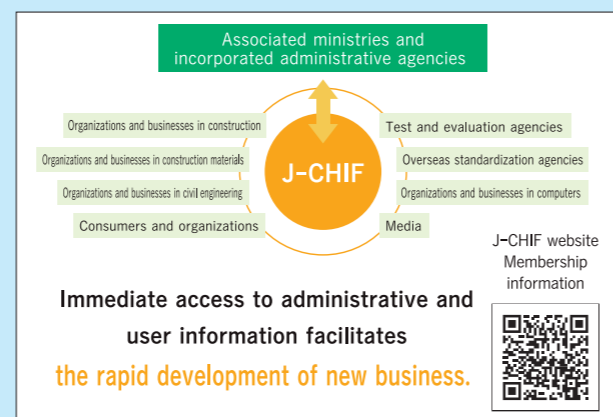 Associated ministries and
incorporated administrative agencies
Organizations and businesses in construction
Organizations and businesses in construction materials
Organizations and businesses in civil engineering
Consumers and organizations
J-CHIF
Test and evaluation agencies
Overseas standardization agencies
Organizations and businesses in computers
Media
J-CHIF website
Membership
information
Immediate access to administrative and
user information facilitates
the rapid development of new business.